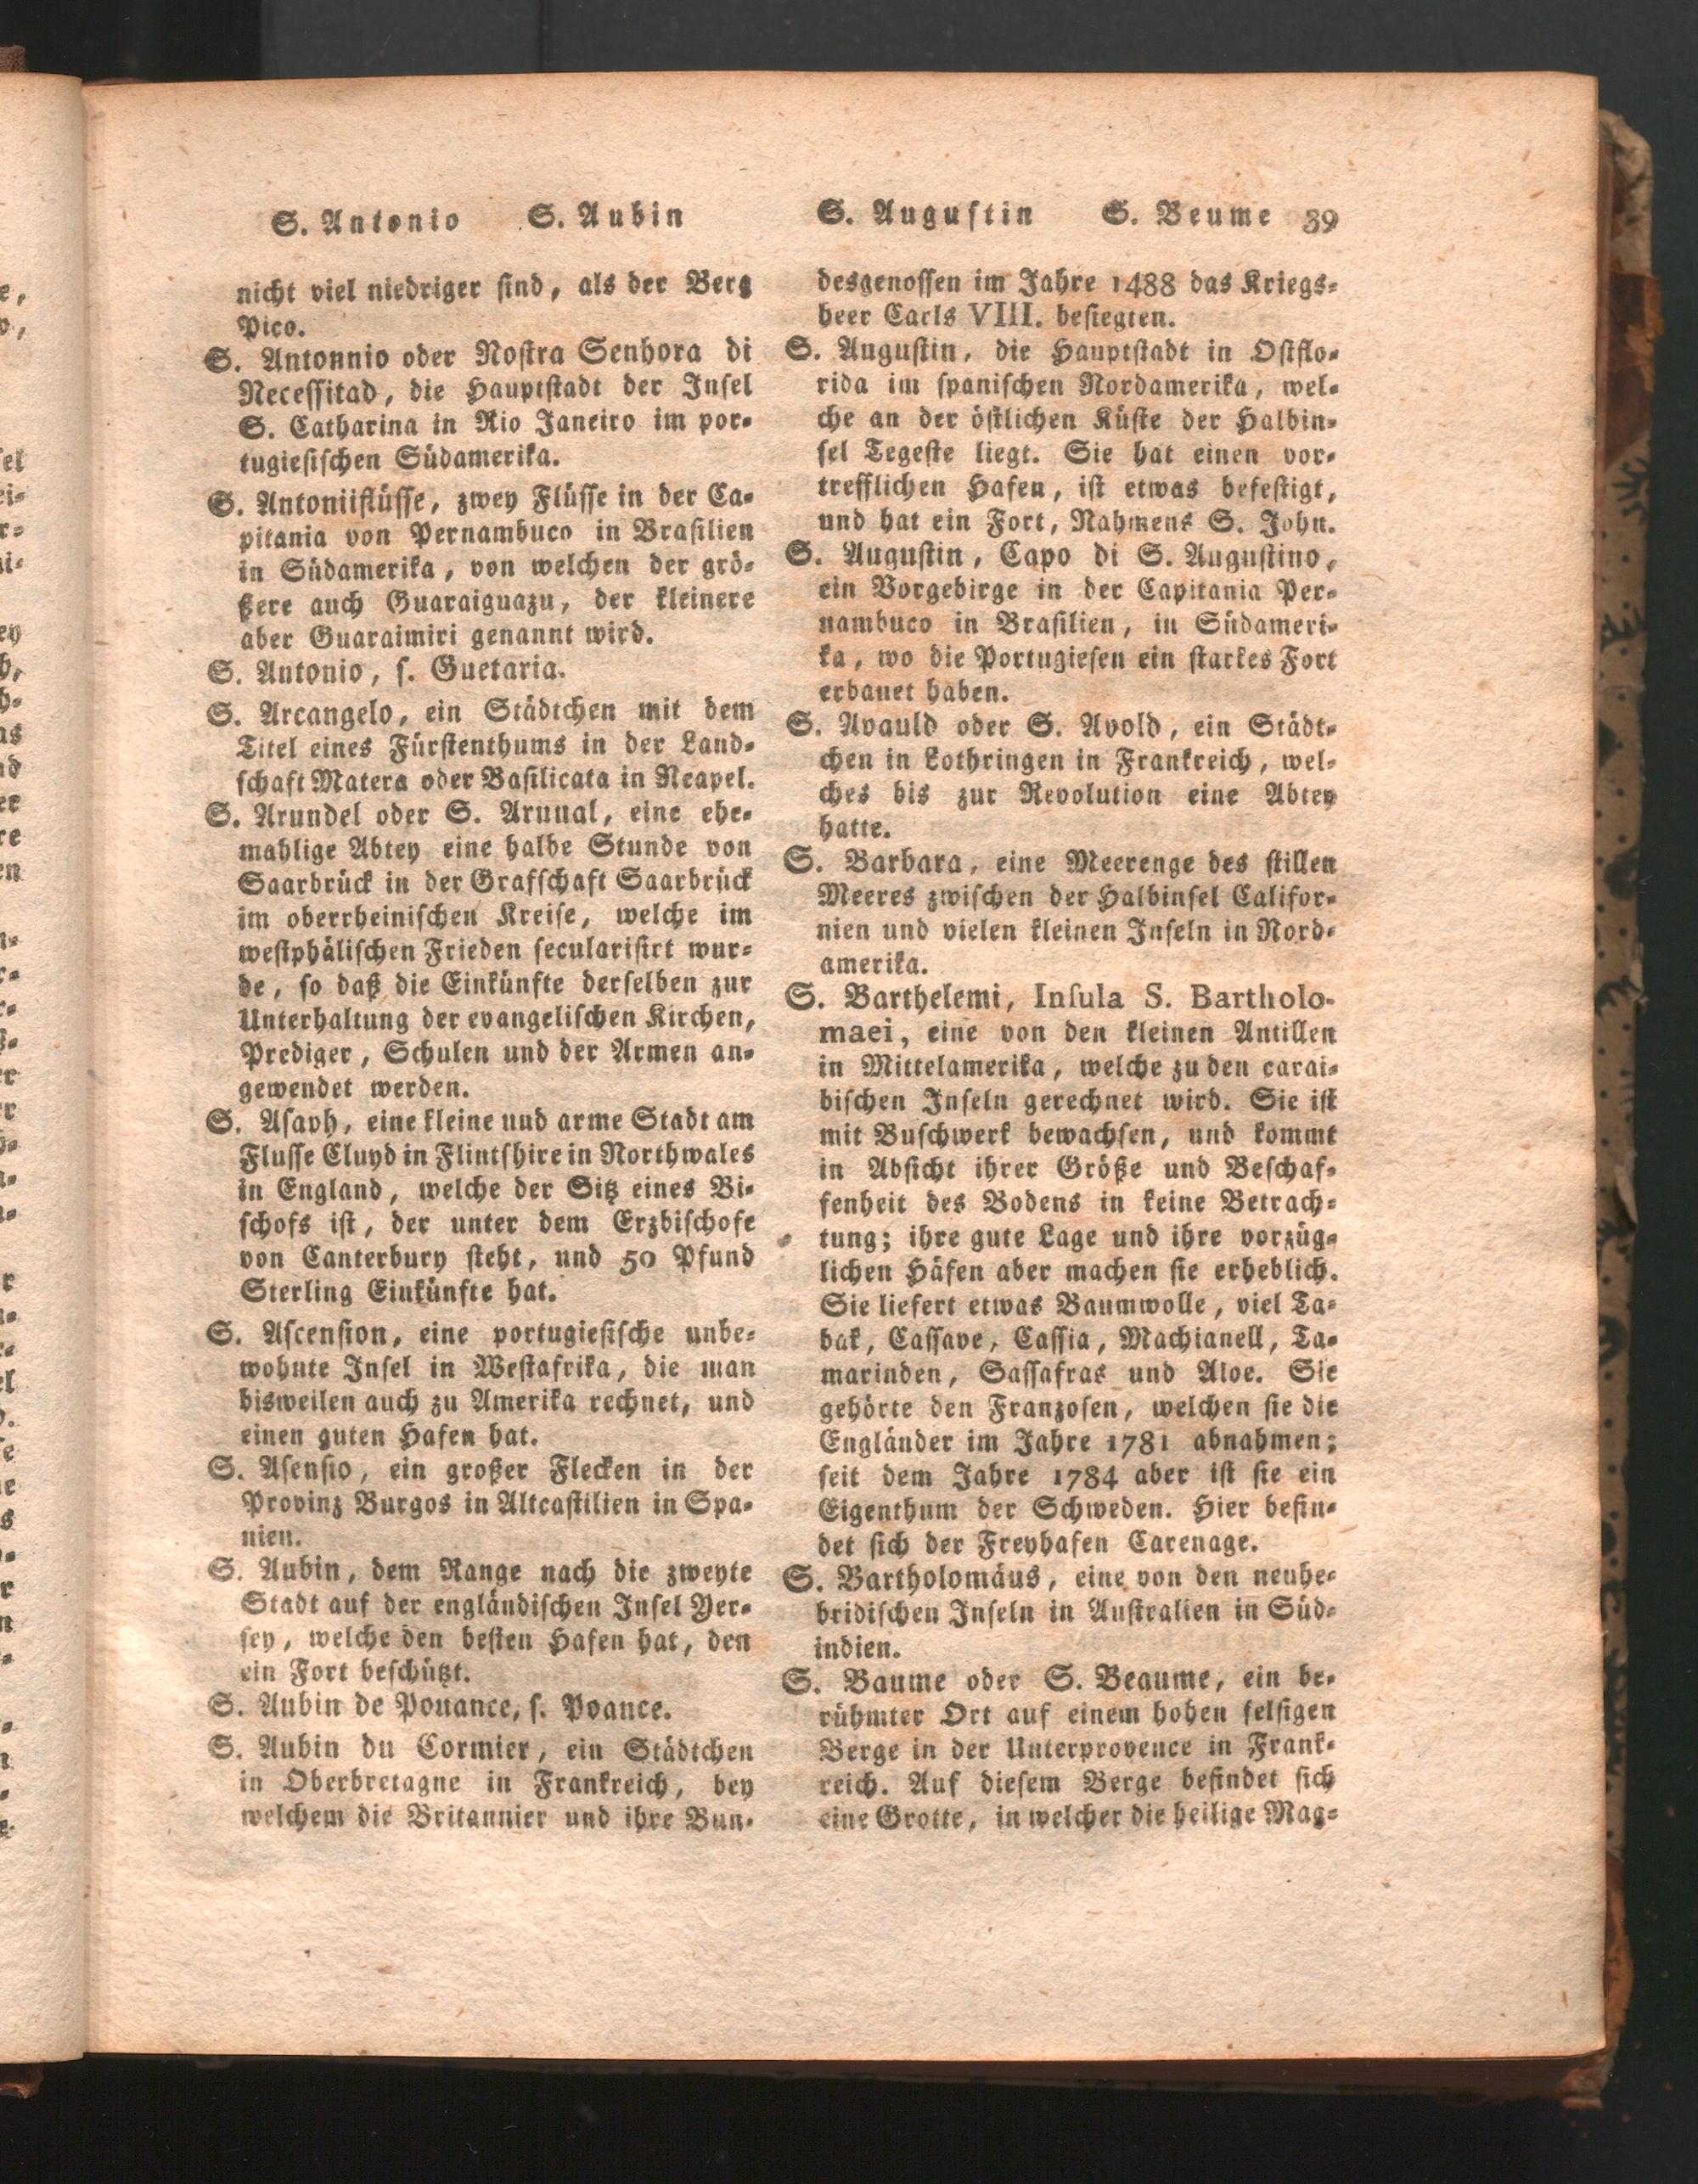 S. Antonio S. Aubin
nicht viel niedriger ſind, als der Berg
Pico.
S. Antonnio oder Noſtra Senhora di
Neceſſitad, die Hauptſtadt der Inſel
S. Catharina in Rio Janeiro im por-
tugieſiſchen Südamerika.
S. Antoniiflüſſe, zwey Flüſſe in der Ca-
pitania von Pernambuco in Braſilien
in Südamerika, von welchen der grö-
ßere auch Guaraiguazu, der kleinere
aber Guaraimiri genannt wird.
S. Antonio, ſ. Guetaria.
S. Arcangelo, ein Städtchen mit dem
Titel eines Fürſtenthums in der Land-
ſchaft Matera oder Baſilicata in Neapel.
S. Arundel oder S. Arnual, eine ehe-
mahlige Abtey eine halbe Stunde von
Saarbrück in der Grafſchaft Saarbrück
im oberrheiniſchen Kreiſe, welche im
weſtphäliſchen Frieden ſeculariſirt wur-
de, ſo daß die Einkünfte derſelben zur
Unterhaltung der evangeliſchen Kirchen,
Prediger, Schulen und der Armen an-
gewendet werden.
S. Aſaph, eine kleine und arme Stadt am
Fluſſe Cluyd in Flintſhire in Northwales
in England, welche der Sitz eines Bi-
ſchofs iſt, der unter dem Erzbiſchofe
von Canterbury ſteht, und 50 Pfund
Sterling Einkünfte hat.
S. Aſcenſion, eine portugieſiſche unbe-
wohnte Inſel in Weſtafrika, die man
bisweilen auch zu Amerika rechnet, und
einen guten Hafen hat.
S. Aſenſio, ein großer Flecken in der
Provinz Burgos in Altcaſtilien in Spa-
nien.
S. Aubin, dem Range nach die zweyte
Stadt auf der engländiſchen Inſel Yer-
ſey, welche den beſten Hafen hat, den
ein Fort beſchützt.
S. Aubin de Pouance, ſ. Poance.
S. Aubin du Cormier, ein Städtchen
in Oberbretagne in Frankreich, bey
welchem die Britannier und ihre Bun-
S. Auguſtin S. Beume 39
desgenoſſen im Jahre 1488 das Kriegs-
heer Carls VIII. beſiegten.
S. Auguſtin, die Hauptſtadt in Oſtflo-
rida im ſpaniſchen Nordamerika, wel-
che an der öſtlichen Küſte der Halbin-
ſel Tegeſte liegt. Sie hat einen vor-
trefflichen Hafen, iſt etwas befeſtigt,
und hat ein Fort, Nahmens S. John.
S. Auguſtin, Capo di S. Auguſtino,
ein Vorgebirge in der Capitania Per-
nambuco in Braſilien, in Südameri-
ka, wo die Portugieſen ein ſtarkes Fort
erbauet haben.
S. Avauld oder S. Avold, ein Städt-
chen in Lothringen in Frankreich, wel-
ches bis zur Revolution eine Abtey
hatte.
S. Barbara, eine Meerenge des ſtillen
Meeres zwiſchen der Halbinſel Califor-
nien und vielen kleinen Inſeln in Nord-
amerika.
S. Barthelemi, Inſula S. Bartholo-
maei, eine von den kleinen Antillen
in Mittelamerika, welche zu den carai-
biſchen Inſeln gerechnet wird. Sie iſt
mit Buſchwerk bewachſen, und kommt
in Abſicht ihrer Größe und Beſchaf-
fenheit des Bodens in keine Betrach-
tung; ihre gute Lage und ihre vorzüg-
lichen Häfen aber machen ſie erheblich.
Sie liefert etwas Baumwolle, viel Ta-
bak, Caſſave, Caſſia, Machianell, Ta-
marinden, Saſſafras und Aloe. Sie
gehörte den Franzoſen, welchen ſie die
Engländer im Jahre 1781 abnahmen;
ſeit dem Jahre 1784 aber iſt ſie ein
Eigenthum der Schweden. Hier befin-
det ſich der Freyhafen Carenage.
S. Bartholomäus, eine von den neuhe-
bridiſchen Inſeln in Auſtralien in Süd-
indien.
S. Baume oder S. Beaume, ein be-
rühmter Ort auf einem hohen felſigen
Berge in der Unterprovence in Frank-
reich. Auf dieſem Berge befindet ſich
eine Grotte, in welcher die heilige Mag-